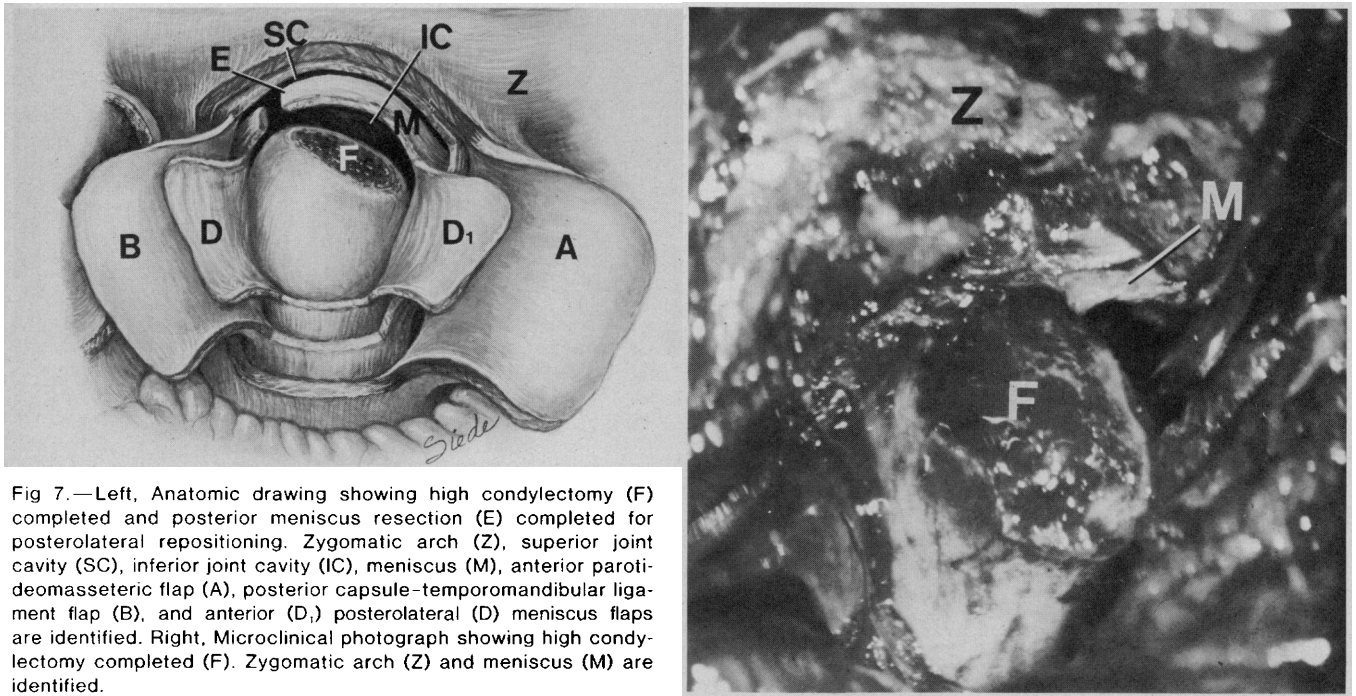 SC
IC
E
Z
M
F
B
D
D₁
A
Siede
Z
M
F
Fig 7.—Left, Anatomic drawing showing high condylectomy (F)
completed and posterior meniscus resection (E) completed for
posterolateral repositioning. Zygomatic arch (Z), superior joint
cavity (SC), inferior joint cavity (IC), meniscus (M), anterior paroti-
deomasseteric flap (A), posterior capsule-temporomandibular liga-
ment flap (B), and anterior (D₁) posterolateral (D) meniscus flaps
are identified. Right, Microclinical photograph showing high condy-
lectomy completed (F). Zygomatic arch (Z) and meniscus (M) are
identified.